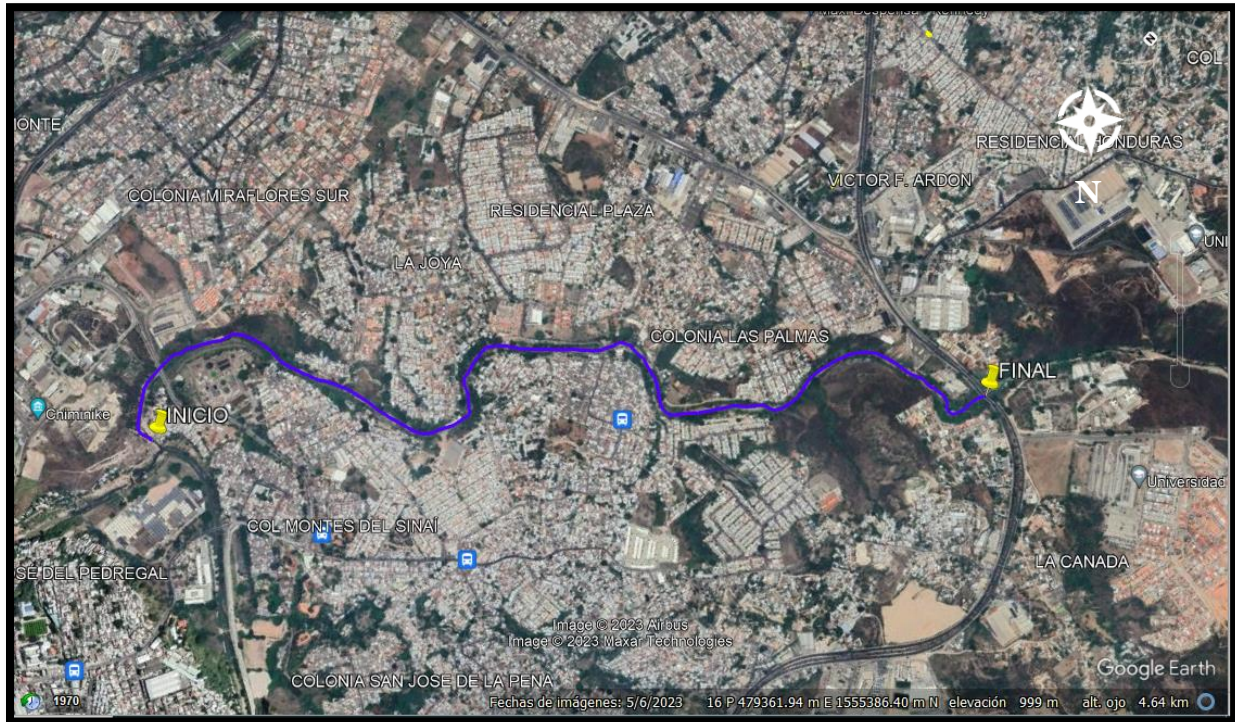 COL
MONTE
RESIDENCIAL HONDURAS
VICTOR F. ARDON
COLONIA MIRAFLORES SUR
N
RESIDENCIAL PLAZA
UNI
LA JOYA
COLONIA LAS PALMAS
FINAL
Chiminike
INICIO
Universidad
COL MONTES DEL SINAÍ
SE DEL PEDREGAL
LA CANADA
Image © 2023 Airbus
Image © 2023 Maxar Technologies
Google Earth
COLONIA SAN JOSE DE LA PENA
1970
Fechas de imágenes: 5/6/2023 16 P 479361.94 m E 1555386.40 m N elevación 999 m alt. ojo 4.64 km